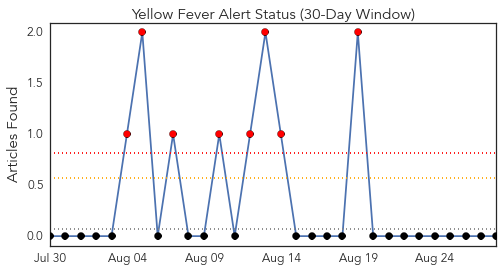 Yellow Fever Alert Status (30-Day Window)
Articles Found
2.0
1.5
1.0
0.5
0.0
Jul 30 Aug 04 Aug 09 Aug 14 Aug 19 Aug 24